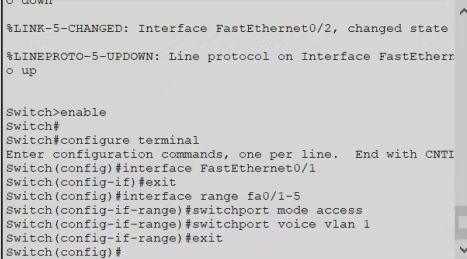 o down
%LINK-5-CHANGED: Interface FastEthernet0/2, changed state
%LINEPROTO-5-UPDOWN: Line protocol on Interface FastEthern
o up
Switch>enable
Switch#
Switch#configure terminal
Enter configuration commands, one per line.  End with CNTL
Switch(config)#interface FastEthernet0/1
Switch(config-if)#exit
Switch(config)#interface range fa0/1-5
Switch(config-if-range)#switchport mode access
Switch(config-if-range)#switchport voice vlan 1
Switch(config-if-range)#exit
Switch(config)#